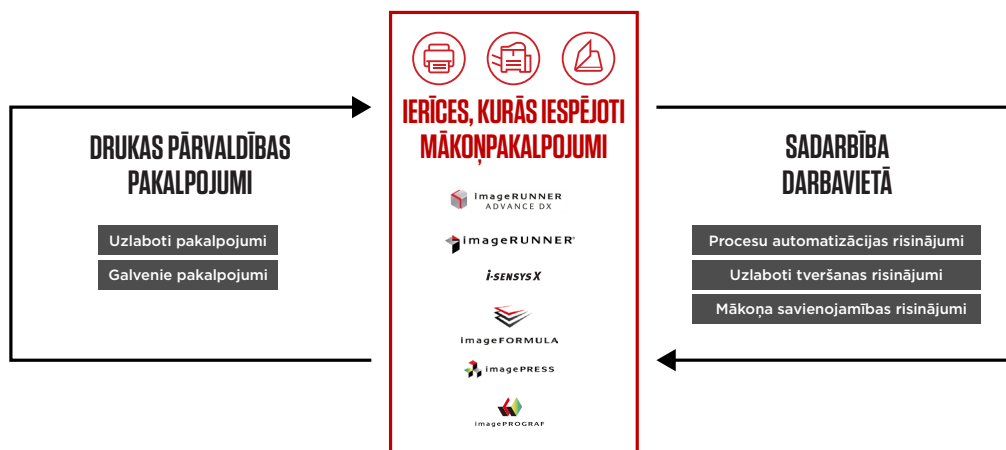 DRUKAS PĀRVALDĪBAS
PAKALPOJUMI
Uzlaboti pakalpojumi
Galvenie pakalpojumi
IERĪCES, KURĀS IESPĒJOTI
MĀKOŅPAKALPOJUMI
imageRUNNER
ADVANCE DX
imageRUNNER®
i-SENSYS X
imageFORMULA
imagePRESS
imagePROGRAF
SADARBĪBA
DARBAVIETĀ
Procesu automatizācijas risinājumi
Uzlaboti tveršanas risinājumi
Mākoņa savienojamības risinājumi